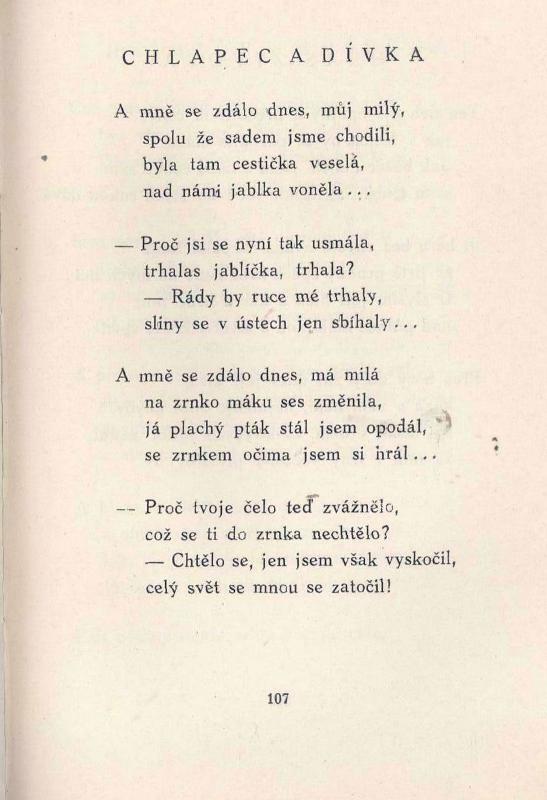 CHLAPEC A DÍVKA
A mně se zdálo dnes, můj milý,
spolu že sadem jsme chodili,
byla tam cestička veselá,
nad námi jablka voněla...
— Proč jsi se nyní tak usmála,
trhalas jablíčka, trhala?
— Rády by ruce mé trhaly,
sliny se v ústech jen sbíhaly...
A mně se zdálo dnes, má milá
na zrnko máku ses změnila,
já plachý pták stál jsem opodál,
se zrnkem očima jsem si hrál...
— Proč tvoje čelo teď zvážnělo,
což se ti do zrnka nechtělo?
— Chtělo se, jen jsem však vyskočil,
celý svět se mnou se zatočil!
107